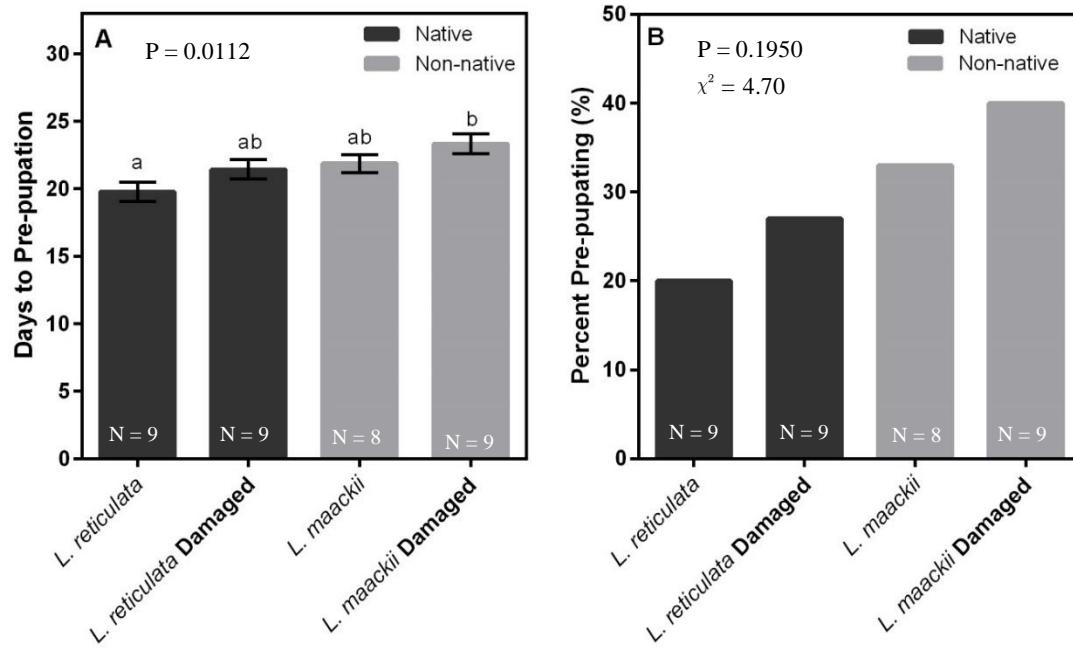 A
P = 0.0112
Native
Non-native
Days to Pre-pupation
30
25
20
15
10
5
0
a
ab
ab
b
N = 9
N = 9
N = 8
N = 9
L. reticulata
L. reticulata Damaged
L. maackii
L. maackii Damaged
B
P = 0.1950
χ² = 4.70
Native
Non-native
Percent Pre-pupating (%)
50
40
30
20
10
0
N = 9
N = 9
N = 8
N = 9
L. reticulata
L. reticulata Damaged
L. maackii
L. maackii Damaged